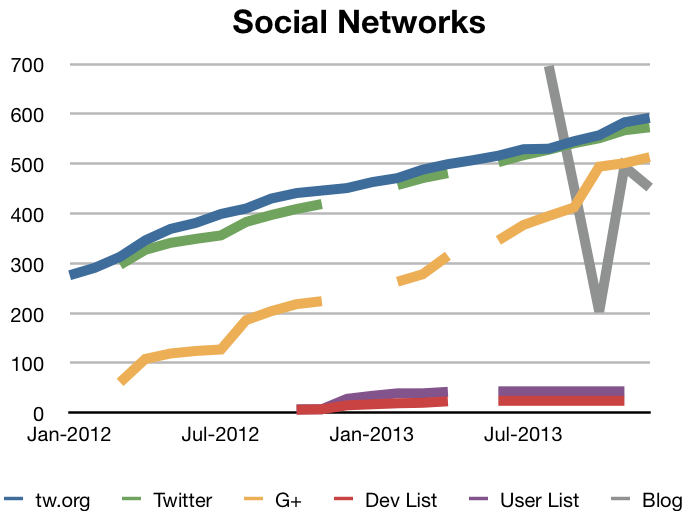 Social Networks
700
600
500
400
300
200
100
0
Jan-2012 Jul-2012 Jan-2013 Jul-2013
tw.org Twitter G+ Dev List User List Blog